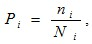 P_i = n_i / N_i ,